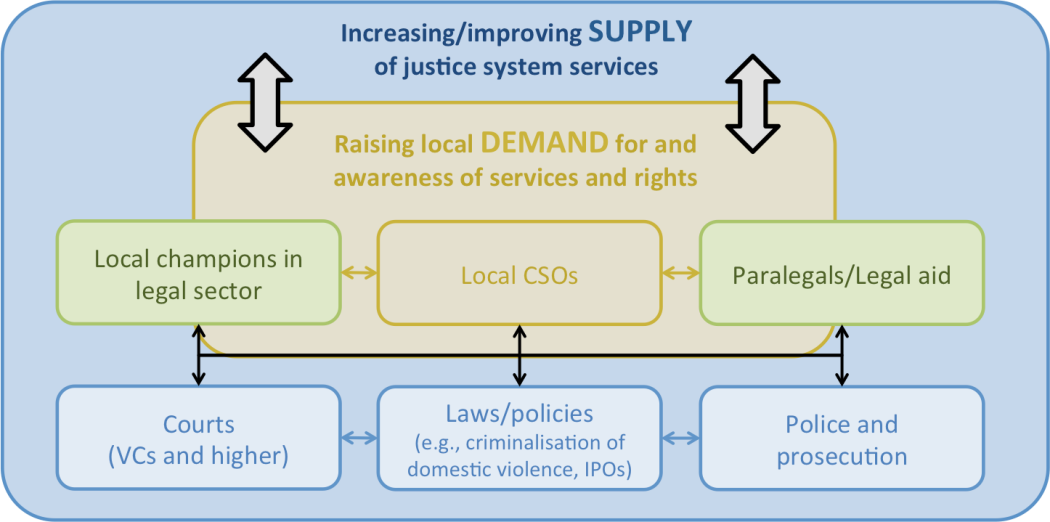 Increasing/improving SUPPLY
of justice system services
Raising local DEMAND for and
awareness of services and rights
Local champions in
legal sector
Local CSOs
Paralegals/Legal aid
Courts
(VCs and higher)
Laws/policies
(e.g., criminalisation of
domestic violence, IPOs)
Police and
prosecution